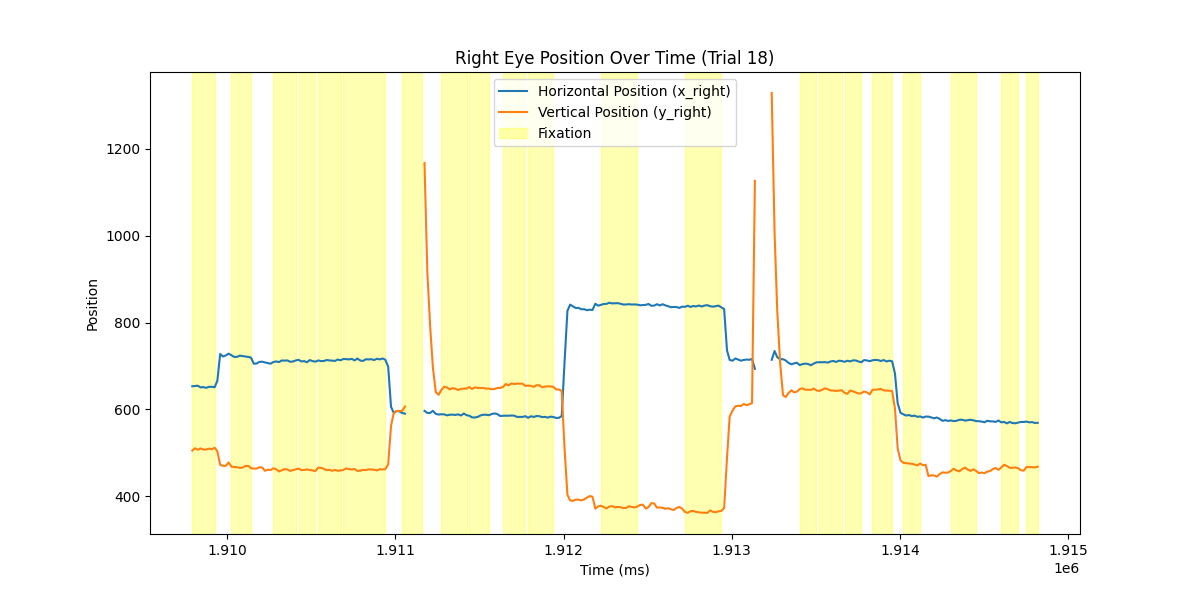 Right Eye Position Over Time (Trial 18)
Horizontal Position (x_right)
Vertical Position (y_right)
Fixation
1200
1000
800
600
400
Position
1.910 1.911 1.912 1.913 1.914 1.915
1e6
Time (ms)